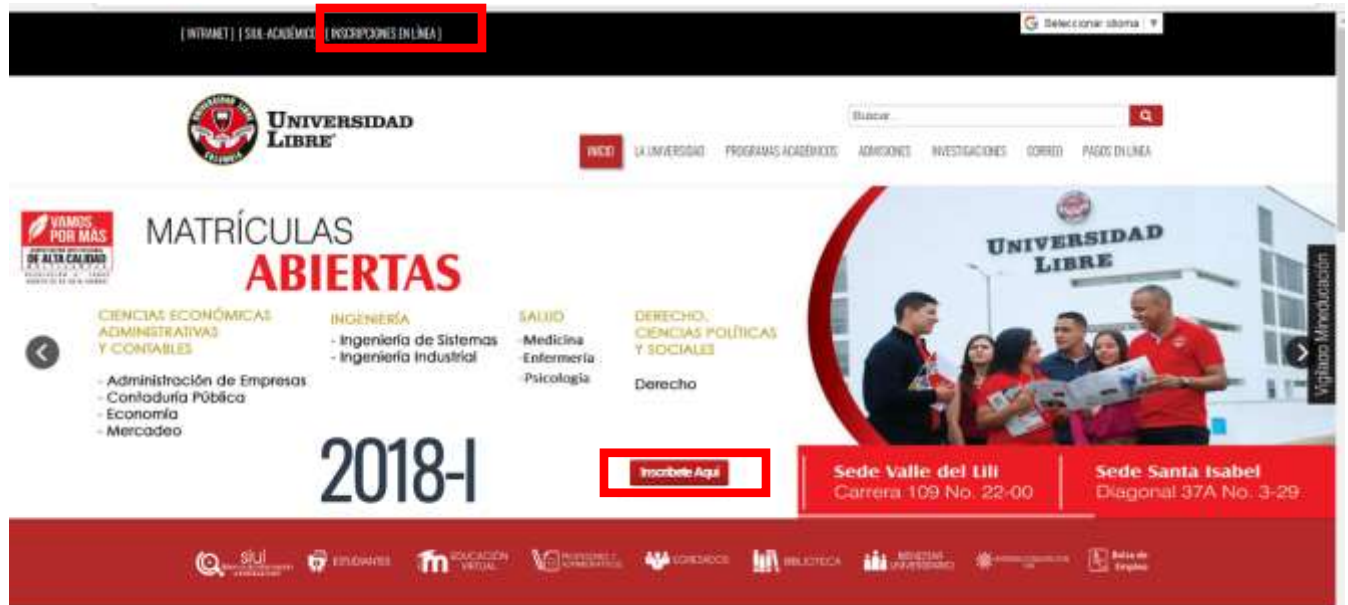 [ INTRANET ] [ SIUL-ACADÉMICO ] [ INSCRIPCIONES EN LÍNEA ]
Seleccionar idioma
UNIVERSIDAD
LIBRE
Buscar...
INICIO LA UNIVERSIDAD PROGRAMAS ACADÉMICOS ADMISIONES INVESTIGACIONES CORREO PAGOS EN LÍNEA
VAMOS
POR MÁS
DE ALTA CALIDAD
MATRÍCULAS
ABIERTAS
CIENCIAS ECONÓMICAS
ADMINISTRATIVAS
Y CONTABLES
- Administración de Empresas
- Contaduría Pública
- Economía
- Mercadeo
INGENIERÍA
- Ingeniería de Sistemas
- Ingeniería Industrial
SALUD
-Medicina
-Enfermería
-Psicología
DERECHO,
CIENCIAS POLÍTICAS
Y SOCIALES
Derecho
2018-I
Inscríbete Aquí
UNIVERSIDAD
LIBRE
Vigilado Mineducación
Sede Valle del Lili
Carrera 109 No. 22-00
Sede Santa Isabel
Diagonal 37A No. 3-29
siul
ESTUDIANTES
EDUCACIÓN
VIRTUAL
EGRESADOS
BIBLIOTECA
BIENESTAR
UNIVERSITARIO
Bolsa de
Empleo